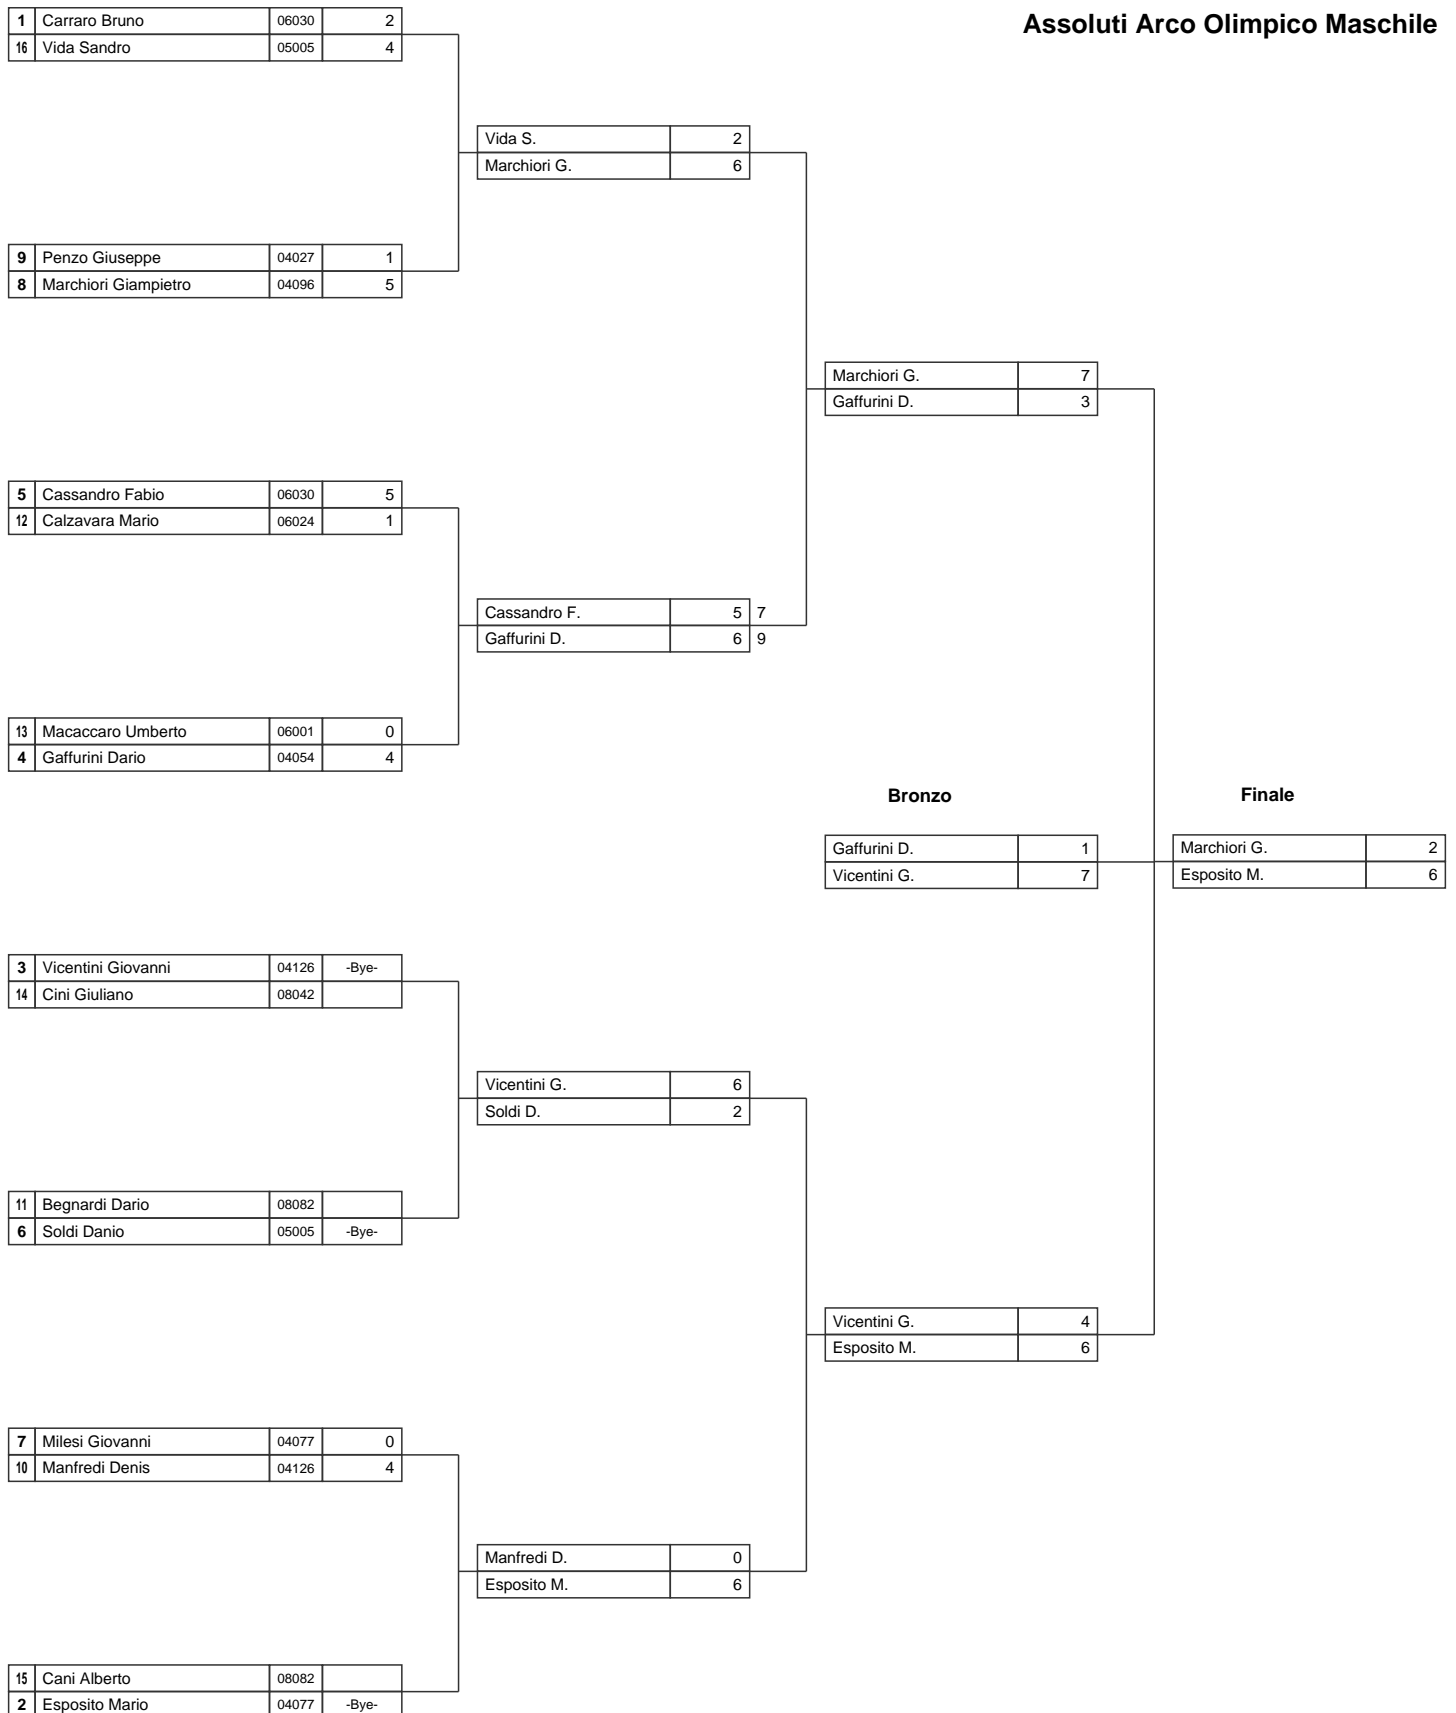 Assoluti Arco Olimpico Maschile
1 Carraro Bruno 06030 2
16 Vida Sandro 05005 4
Vida S. 2
Marchiori G. 6
9 Penzo Giuseppe 04027 1
8 Marchiori Giampietro 04096 5
Marchiori G. 7
Gaffurini D. 3
5 Cassandro Fabio 06030 5
12 Calzavara Mario 06024 1
Cassandro F. 5 7
Gaffurini D. 6 9
13 Macaccaro Umberto 06001 0
4 Gaffurini Dario 04054 4
Bronzo Finale
Gaffurini D. 1 Marchiori G. 2
Vicentini G. 7 Esposito M. 6
3 Vicentini Giovanni 04126 -Bye-
14 Cini Giuliano 08042
Vicentini G. 6
Soldi D. 2
11 Begnardi Dario 08082
6 Soldi Danio 05005 -Bye-
Vicentini G. 4
Esposito M. 6
7 Milesi Giovanni 04077 0
10 Manfredi Denis 04126 4
Manfredi D. 0
Esposito M. 6
15 Cani Alberto 08082
2 Esposito Mario 04077 -Bye-